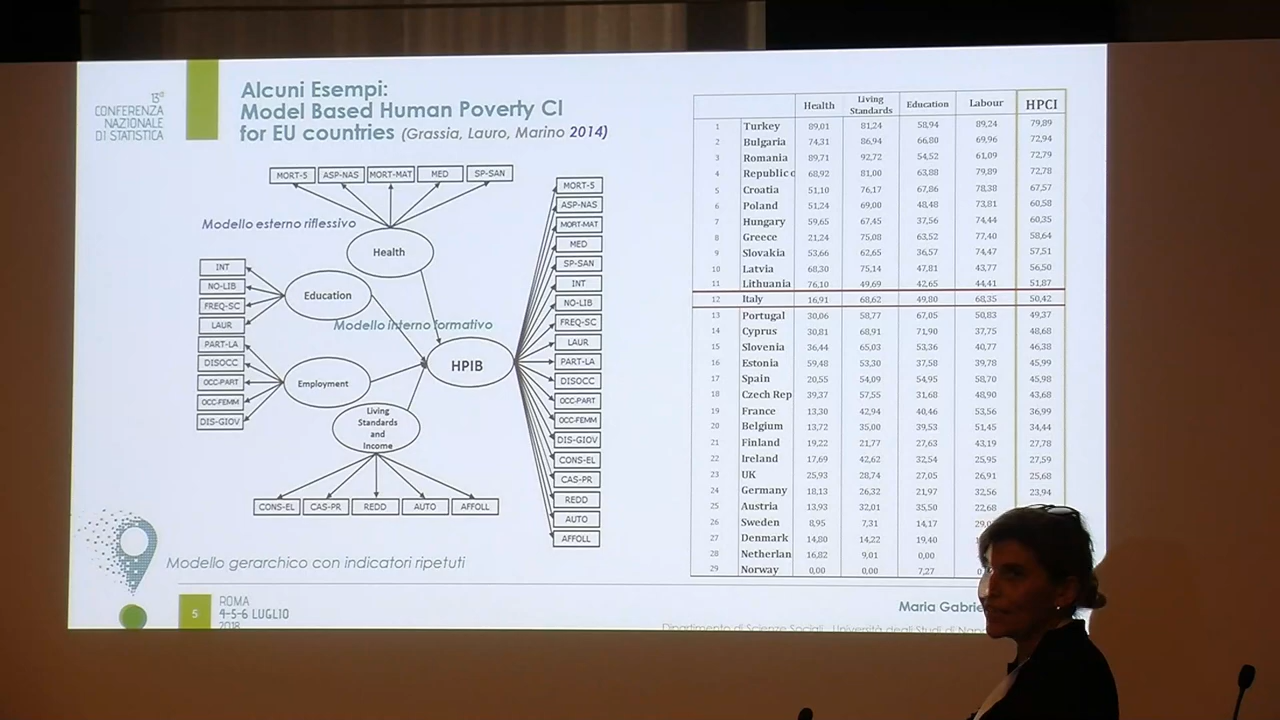 13a
CONFERENZA
NAZIONALE
DI STATISTICA
Alcuni Esempi:
Model Based Human Poverty CI
for EU countries (Grassia, Lauro, Marino 2014)
MORT-5 ASP-NAS MORT-MAT MED SP-SAN
Modello esterno riflessivo
Health
INT
NO-LIB
FREQ-SC
LAUR
Education
Modello interno formativo
PART-LA
DISOCC
OCC-PART
OCC-FEMM
DIS-GIOV
Employment
HPIB
Living
Standards
and
Income
CONS-EL CAS-PR REDD AUTO AFFOLL
MORT-5
ASP-NAS
MORT-MAT
MED
SP-SAN
INT
NO-LIB
FREQ-SC
LAUR
PART-LA
DISOCC
OCC-PART
OCC-FEMM
DIS-GIOV
CONS-EL
CAS-PR
REDD
AUTO
AFFOLL
Modello gerarchico con indicatori ripetuti
Health Living Standards Education Labour HPCI
1 Turkey 89,01 81,24 58,94 89,24 79,89
2 Bulgaria 74,31 86,94 66,80 69,96 72,94
3 Romania 89,71 92,72 54,52 61,09 72,79
4 Republic 68,92 81,00 63,88 79,89 72,78
5 Croatia 51,10 76,17 67,86 78,38 67,57
6 Poland 51,24 69,00 48,48 73,81 60,58
7 Hungary 59,65 67,45 37,56 74,44 60,35
8 Greece 21,24 75,08 63,52 77,40 58,64
9 Slovakia 53,66 62,65 36,57 74,47 57,51
10 Latvia 68,30 75,14 47,81 43,77 56,50
11 Lithuania 76,10 49,69 42,65 44,41 51,87
12 Italy 16,91 68,62 49,80 68,35 50,42
13 Portugal 30,06 58,77 67,05 50,83 49,37
14 Cyprus 30,81 68,91 71,90 37,75 48,68
15 Slovenia 36,44 65,03 53,36 40,77 46,38
16 Estonia 59,48 53,30 37,58 39,78 45,99
17 Spain 20,55 54,09 54,95 58,70 45,98
18 Czech Rep 39,37 57,55 31,68 48,90 43,68
19 France 13,30 42,94 40,46 53,56 36,99
20 Belgium 13,72 35,00 39,53 51,45 34,44
21 Finland 19,22 21,77 27,63 43,19 27,78
22 Ireland 17,69 42,62 32,54 25,95 27,59
23 UK 25,93 28,74 27,05 26,91 25,68
24 Germany 18,13 26,32 21,97 32,56 23,94
25 Austria 13,93 32,01 35,50 22,68
26 Sweden 8,95 7,31 14,17
27 Denmark 14,80 14,22 19,40
28 Netherlan 16,82 9,01 0,00
29 Norway 0,00 0,00 7,27
5
ROMA
4-5-6 LUGLIO
2018
Maria Gabrie
Dipartimento di Scienze Sociali Università degli Studi di